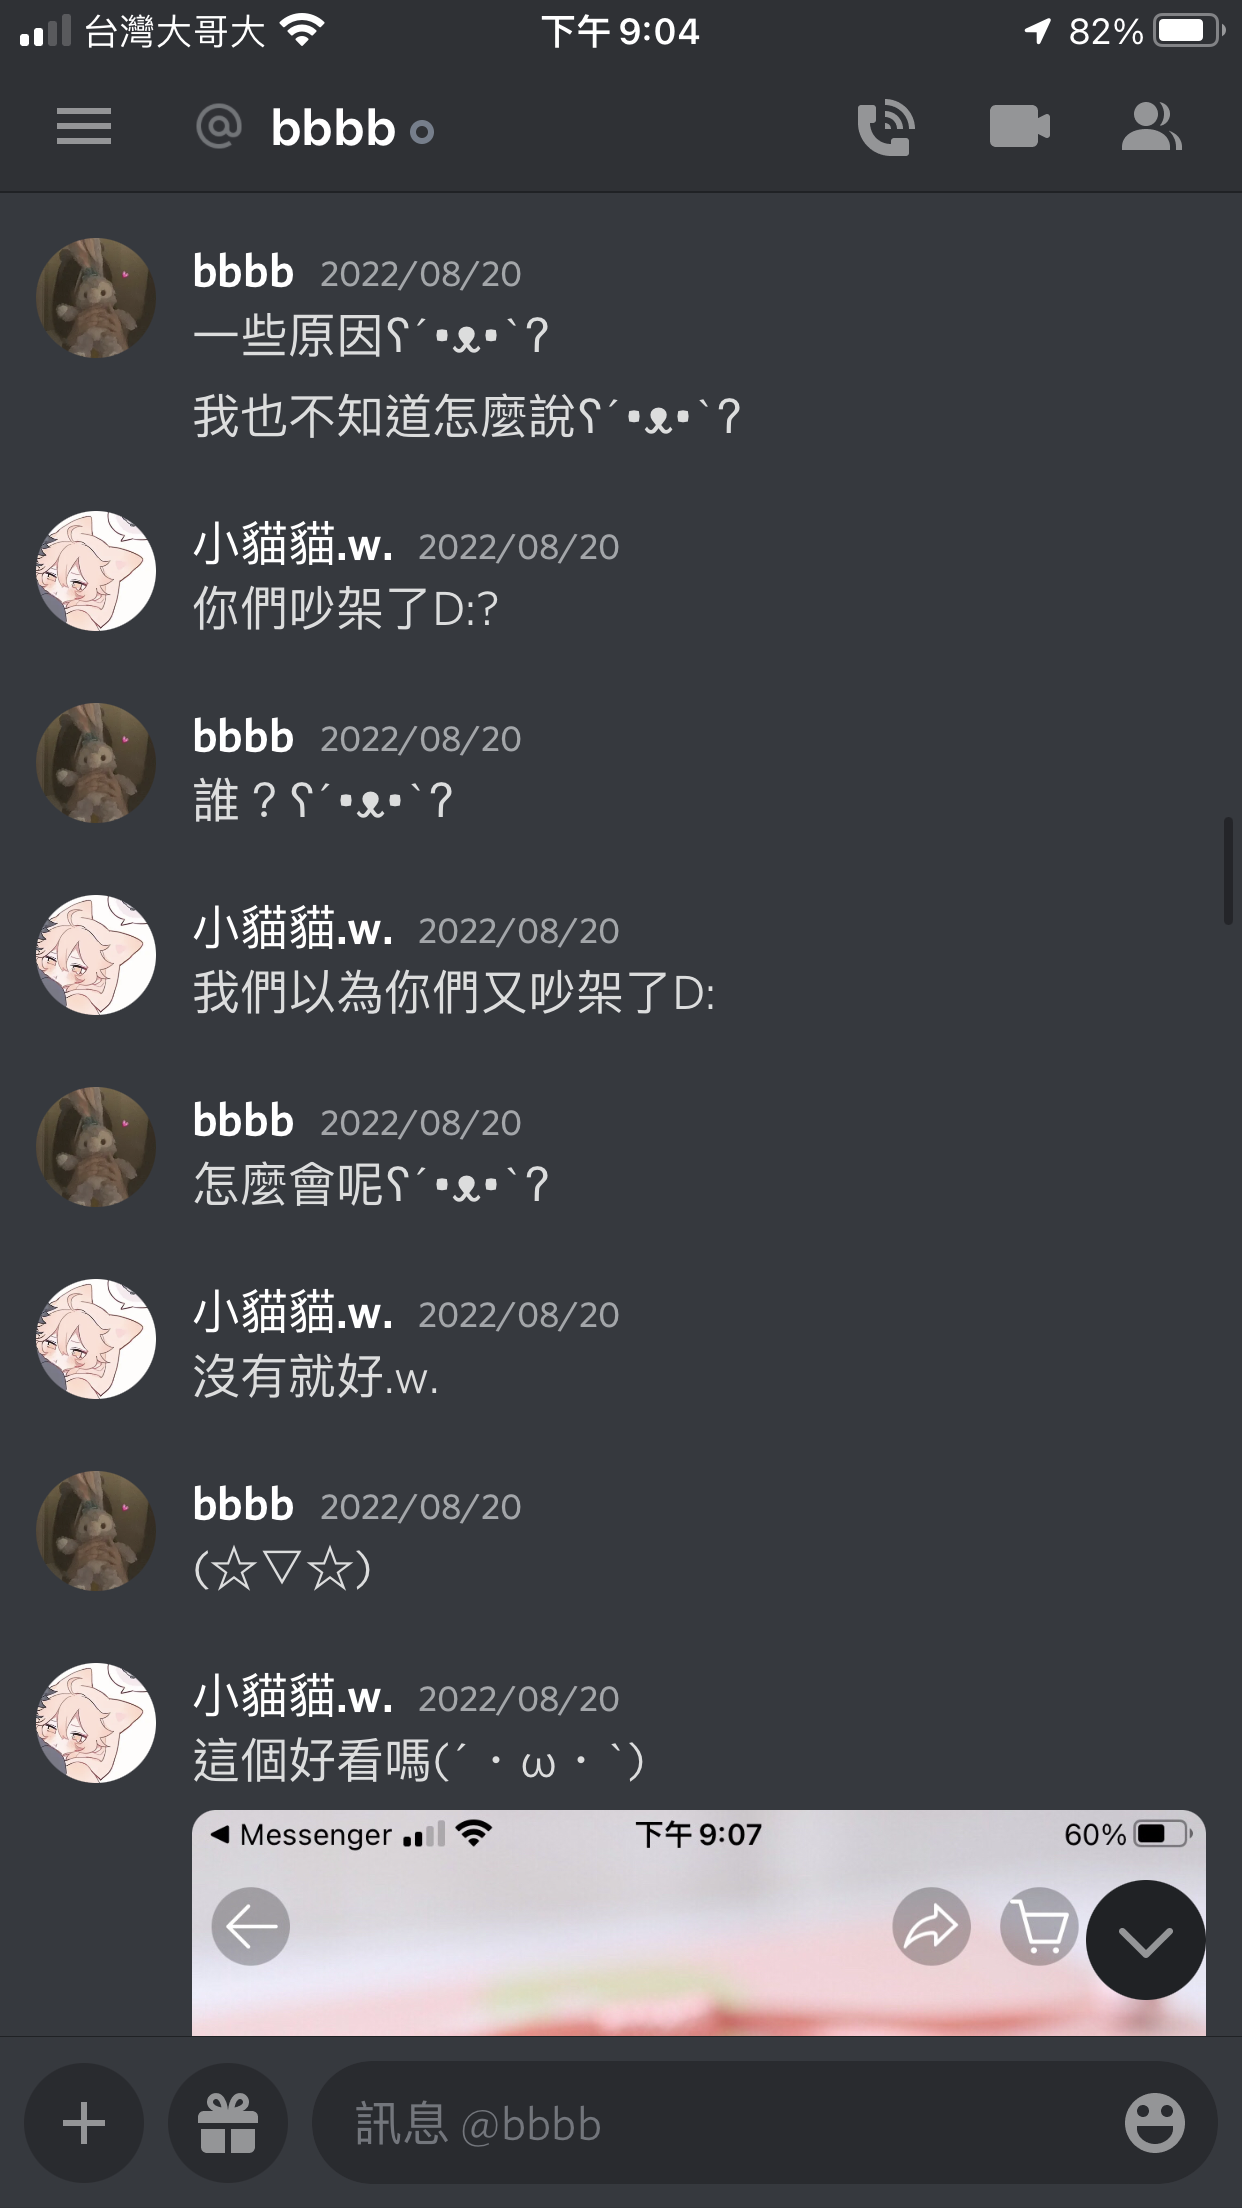 台灣大哥大 下午 9:04 82%
@ bbbb
bbbb 2022/08/20
一些原因ʕ´•ᴥ•`ʔ
我也不知道怎麼說ʕ´•ᴥ•`ʔ
小貓貓.w. 2022/08/20
你們吵架了D:?
bbbb 2022/08/20
誰？ʕ´•ᴥ•`ʔ
小貓貓.w. 2022/08/20
我們以為你們又吵架了D:
bbbb 2022/08/20
怎麼會呢ʕ´•ᴥ•`ʔ
小貓貓.w. 2022/08/20
沒有就好.w.
bbbb 2022/08/20
(☆▽☆)
小貓貓.w. 2022/08/20
這個好看嗎(´・ω・`)
◀ Messenger 下午 9:07 60%
訊息 @bbbb